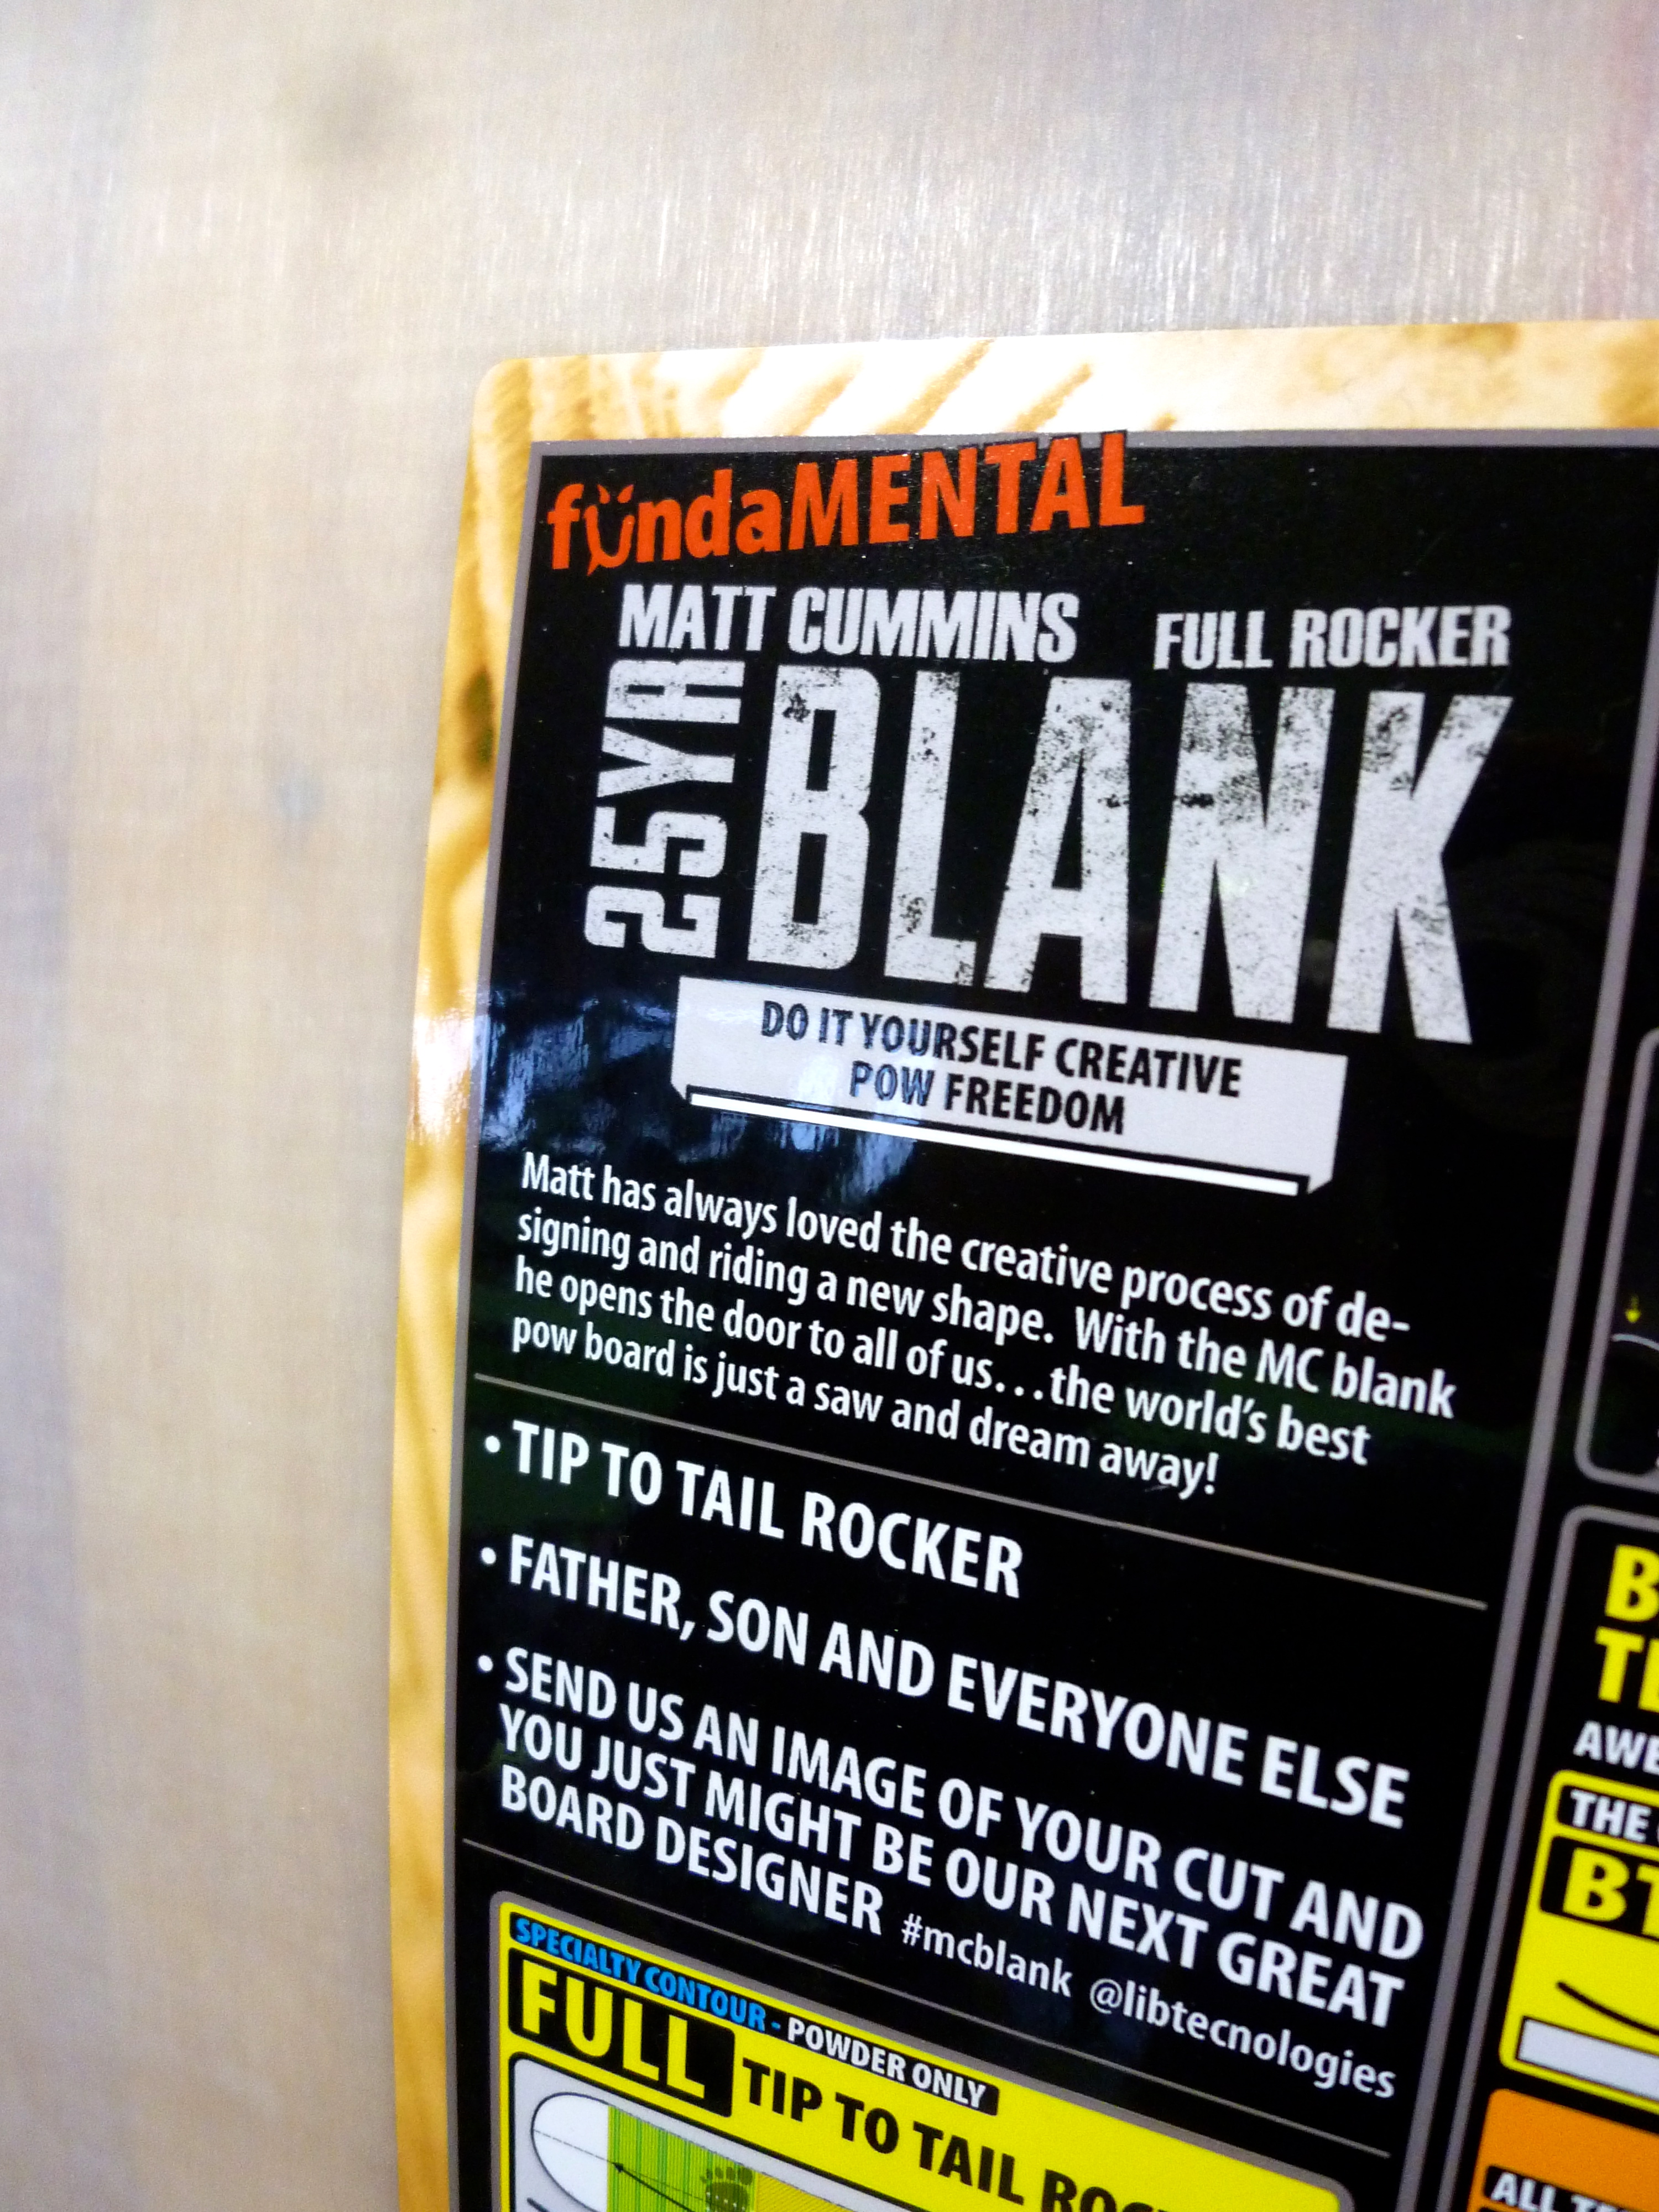 fündaMENTAL
MATT CUMMINS FULL ROCKER
25YR BLANK
DO IT YOURSELF CREATIVE
POW FREEDOM
Matt has always loved the creative process of de-
signing and riding a new shape. With the MC blank
he opens the door to all of us...the world's best
pow board is just a saw and dream away!
• TIP TO TAIL ROCKER
• FATHER, SON AND EVERYONE ELSE
• SEND US AN IMAGE OF YOUR CUT AND
YOU JUST MIGHT BE OUR NEXT GREAT
BOARD DESIGNER #mcblank @libtecnologies
SPECIALTY CONTOUR - POWDER ONLY
FULL TIP TO TAIL
THE
ALL